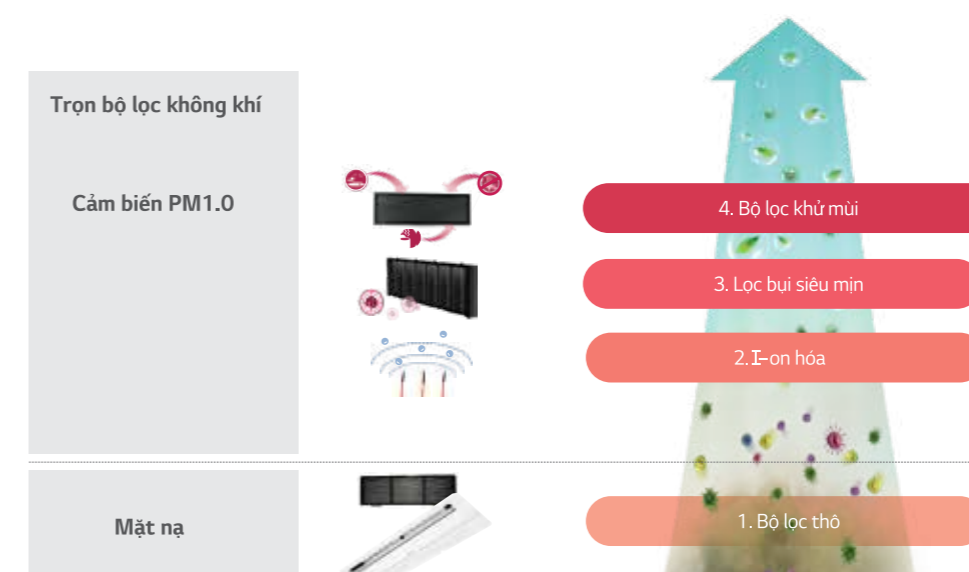 Trọn bộ lọc không khí
Cảm biến PM1.0
4. Bộ lọc khử mùi
3. Lọc bụi siêu mịn
2. I-on hóa
Mặt nạ
1. Bộ lọc thô